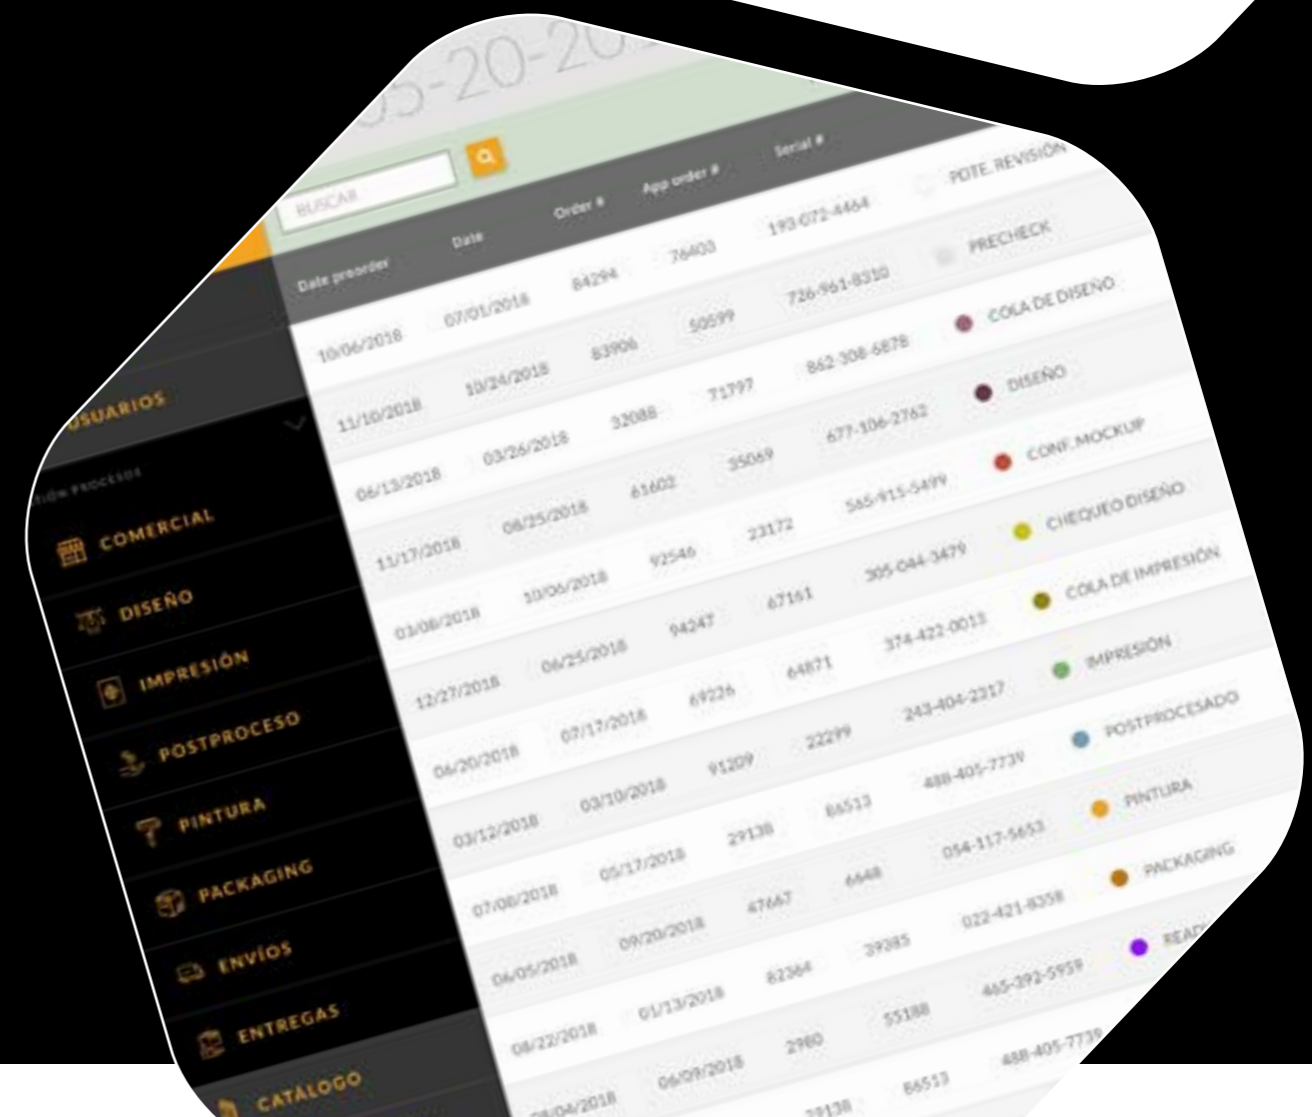 05-20-20
BUSCAR
Date preorder Date Order # App order # Serial #
10/06/2018 07/01/2018 84294 76403 193-072-4464 PDTE. REVISIÓN
11/10/2018 10/24/2018 83906 50599 726-961-8310 PRECHECK
06/13/2018 03/26/2018 32088 71797 862-308-6878 COLA DE DISEÑO
11/17/2018 08/25/2018 61602 35069 677-106-2762 DISEÑO
03/08/2018 10/06/2018 92546 23172 565-915-5499 CONF. MOCKUP
12/27/2018 06/25/2018 94247 67161 305-044-3479 CHEQUEO DISEÑO
06/20/2018 07/17/2018 69226 64871 374-422-0013 COLA DE IMPRESIÓN
03/12/2018 03/10/2018 91209 22299 243-404-2317 IMPRESIÓN
07/08/2018 05/17/2018 29138 86513 488-405-7739 POSTPROCESADO
06/05/2018 09/20/2018 47667 6648 054-117-5653 PINTURA
08/22/2018 01/13/2018 82364 39385 022-421-8358 PACKAGING
08/04/2018 06/09/2018 2980 55188 465-392-5959
29138 86513 488-405-7739
USUARIOS
PROCESOS
COMERCIAL
DISEÑO
IMPRESIÓN
POSTPROCESO
PINTURA
PACKAGING
ENVÍOS
ENTREGAS
CATÁLOGO